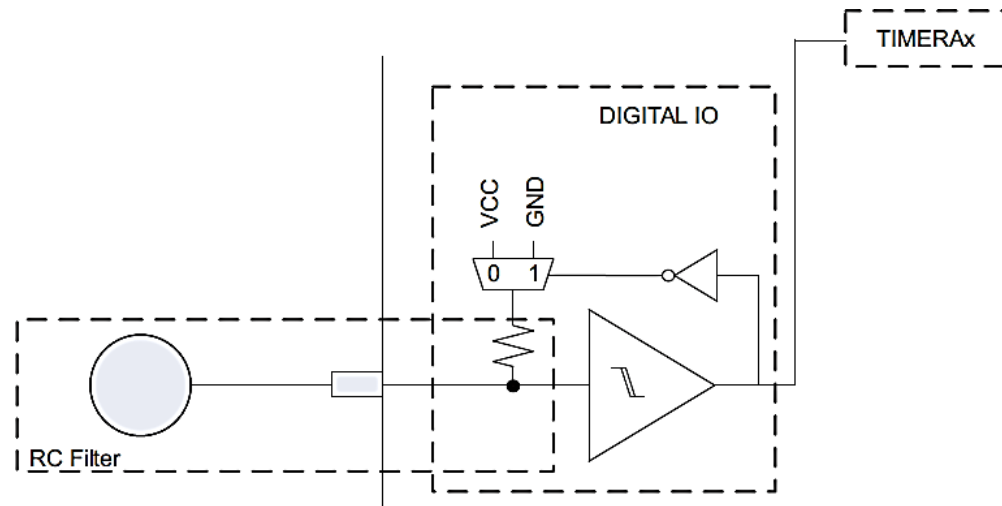 TIMERAx
DIGITAL IO
VCC
GND
0 1
RC Filter